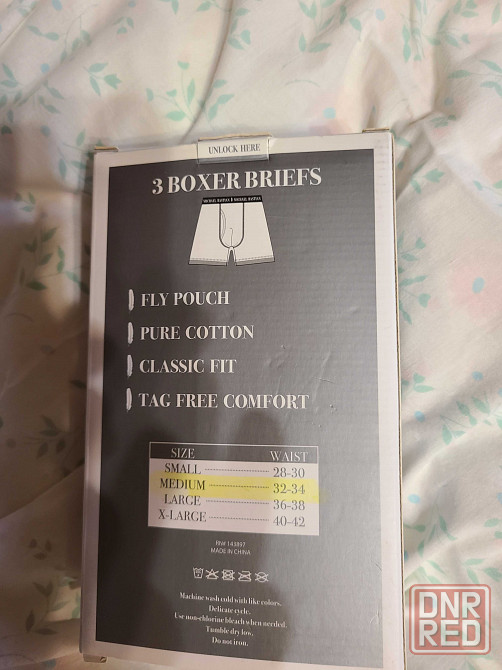 UNLOCK HERE
3 BOXER BRIEFS
FLY POUCH
PURE COTTON
CLASSIC FIT
TAG FREE COMFORT
SIZE WAIST
SMALL 28-30
MEDIUM 32-34
LARGE 36-38
X-LARGE 40-42
RN# 143897
MADE IN CHINA
Machine wash cold with like colors.
Delicate cycle.
Use non-chlorine bleach when needed.
Tumble dry low.
Do not iron.
DNR
RED